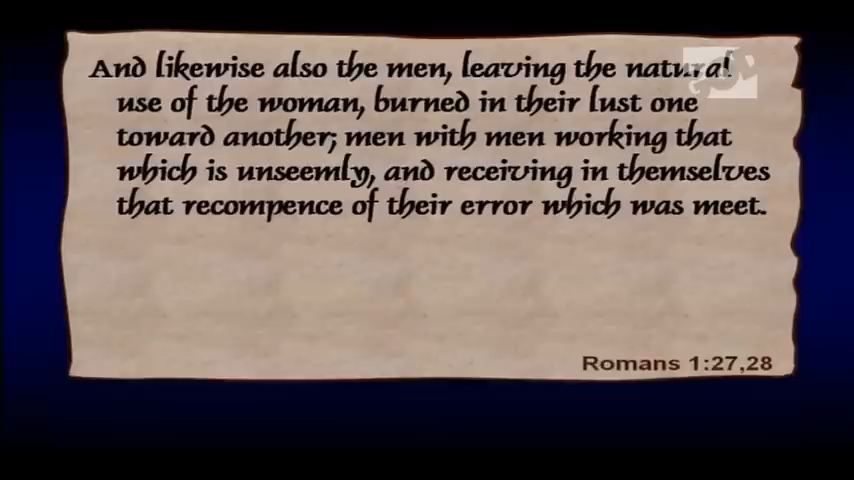 And likewise also the men, leaving the natural
use of the woman, burned in their lust one
toward another; men with men working that
which is unseemly, and receiving in themselves
that recompence of their error which was meet.
Romans 1:27,28